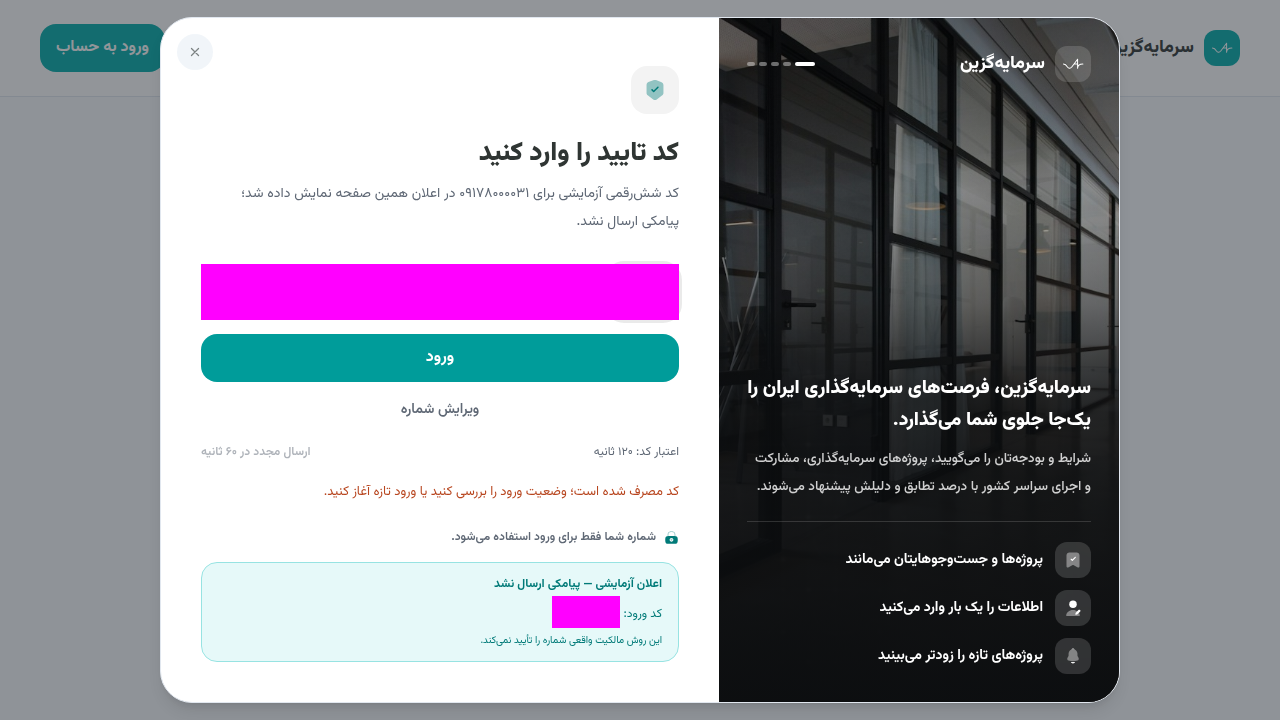 سرمایه‌گزین
ورود به حساب
سرمایه‌گزین
سرمایه‌گزین، فرصت‌های سرمایه‌گذاری ایران را
یک‌جا جلوی شما می‌گذارد.
شرایط و بودجه‌تان را می‌گویید، پروژه‌های سرمایه‌گذاری، مشارکت
و اجرای سراسر کشور با درصد تطابق و دلیلش پیشنهاد می‌شوند.
پروژه‌ها و جست‌وجوهایتان می‌مانند
اطلاعات را یک بار وارد می‌کنید
پروژه‌های تازه را زودتر می‌بینید
کد تایید را وارد کنید
کد شش‌رقمی آزمایشی برای ۰۹۱۷۸۰۰۰۰۳۱ در اعلان همین صفحه نمایش داده شد؛
پیامکی ارسال نشد.
ورود
ویرایش شماره
اعتبار کد: ۱۲۰ ثانیه
ارسال مجدد در ۶۰ ثانیه
کد مصرف شده است؛ وضعیت ورود را بررسی کنید یا ورود تازه آغاز کنید.
شماره شما فقط برای ورود استفاده می‌شود.
اعلان آزمایشی — پیامکی ارسال نشد
کد ورود:
این روش مالکیت واقعی شماره را تأیید نمی‌کند.